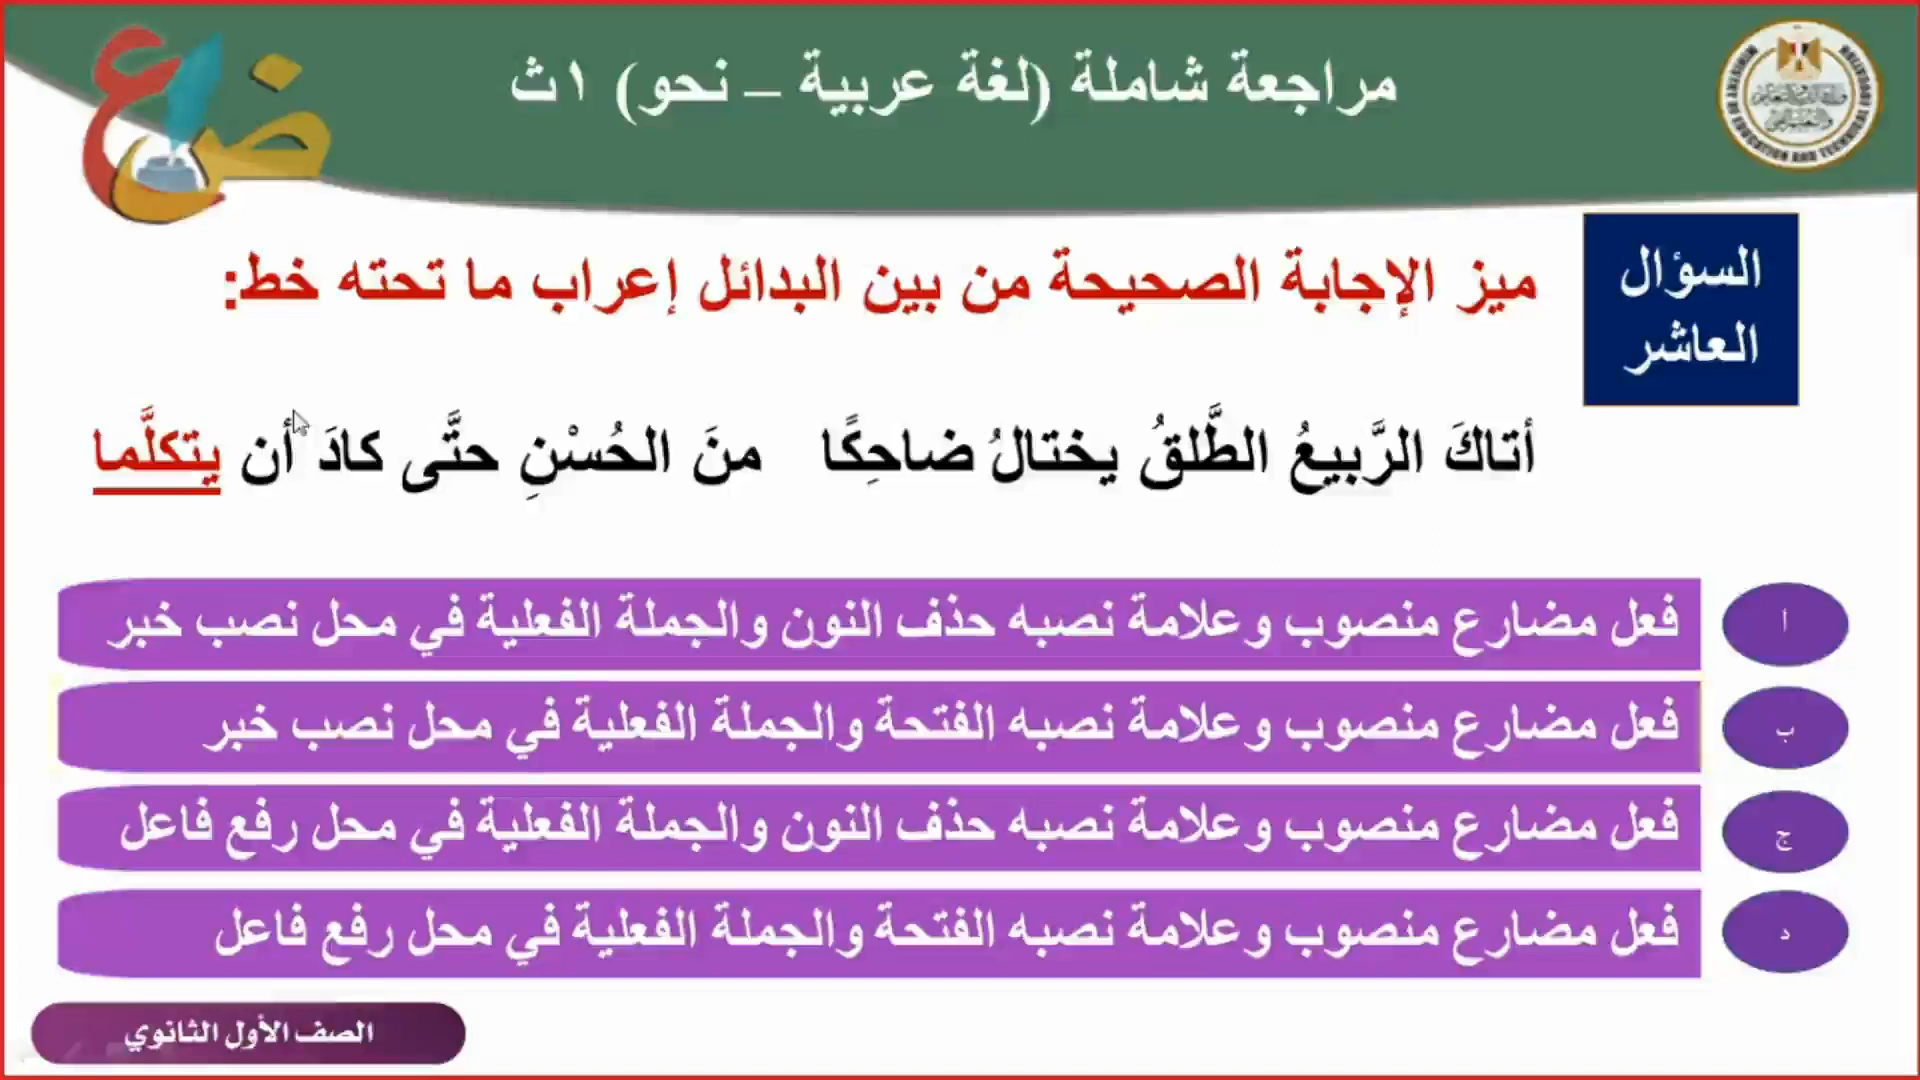 مراجعة شاملة (لغة عربية – نحو) ١ث
السؤال العاشر
ميز الإجابة الصحيحة من بين البدائل إعراب ما تحته خط:
أتاكَ الرَّبيعُ الطَّلقُ يختالُ ضاحِكًا منَ الحُسْنِ حتَّى كادَ أن يتكلَّما
أ فعل مضارع منصوب وعلامة نصبه حذف النون والجملة الفعلية في محل نصب خبر
ب فعل مضارع منصوب وعلامة نصبه الفتحة والجملة الفعلية في محل نصب خبر
ج فعل مضارع منصوب وعلامة نصبه حذف النون والجملة الفعلية في محل رفع فاعل
د فعل مضارع منصوب وعلامة نصبه الفتحة والجملة الفعلية في محل رفع فاعل
الصف الأول الثانوي